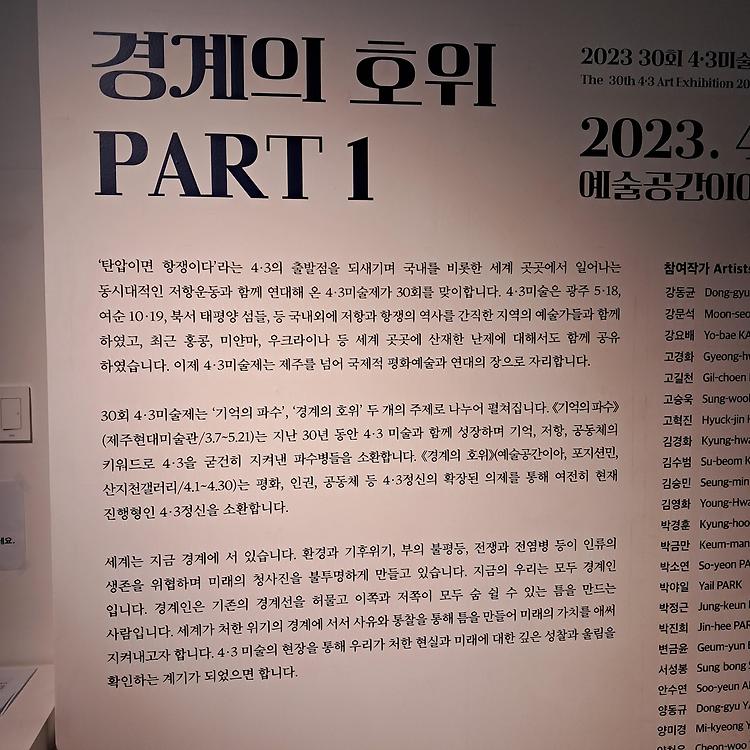 경계의 호위
PART 1
2023 30회 4·3미술
The 30th 4·3 Art Exhibition 20
2023. 4
예술공간이아
'탄압이면 항쟁이다'라는 4·3의 출발점을 되새기며 국내를 비롯한 세계 곳곳에서 일어나는
동시대적인 저항운동과 함께 연대해 온 4·3미술제가 30회를 맞이합니다. 4·3미술은 광주 5·18,
여순 10·19, 북서 태평양 섬들, 등 국내외에 저항과 항쟁의 역사를 간직한 지역의 예술가들과 함께
하였고, 최근 홍콩, 미얀마, 우크라이나 등 세계 곳곳에 산재한 난제에 대해서도 함께 공유
하였습니다. 이제 4·3미술제는 제주를 넘어 국제적 평화예술과 연대의 장으로 자리합니다.
30회 4·3미술제는 '기억의 파수', '경계의 호위' 두 개의 주제로 나누어 펼쳐집니다. 《기억의 파수》
(제주현대미술관/3.7~5.21)는 지난 30년 동안 4·3 미술과 함께 성장하며 기억, 저항, 공동체의
키워드로 4·3을 굳건히 지켜낸 파수병들을 소환합니다. 《경계의 호위》(예술공간이아, 포지션민,
산지천갤러리/4.1~4.30)는 평화, 인권, 공동체 등 4·3정신의 확장된 의제를 통해 여전히 현재
진행형인 4·3정신을 소환합니다.
세계는 지금 경계에 서 있습니다. 환경과 기후위기, 부의 불평등, 전쟁과 전염병 등이 인류의
생존을 위협하며 미래의 청사진을 불투명하게 만들고 있습니다. 지금의 우리는 모두 경계인
입니다. 경계인은 기존의 경계선을 허물고 이쪽과 저쪽이 모두 숨 쉴 수 있는 틈을 만드는
사람입니다. 세계가 처한 위기의 경계에 서서 사유와 통찰을 통해 틈을 만들어 미래의 가치를 애써
지켜내고자 합니다. 4·3 미술의 현장을 통해 우리가 처한 현실과 미래에 대한 깊은 성찰과 울림을
확인하는 계기가 되었으면 합니다.
참여작가 Artists
강동균 Dong-gyu
강문석 Moon-seo
강요배 Yo-bae KA
고경화 Gyeong-hw
고길천 Gil-choen
고승욱 Sung-woo
고혁진 Hyuck-jin
김경화 Kyung-hwa
김수범 Su-beom K
김승민 Seung-min
김영화 Young-Hwa
박경훈 Kyung-hoo
박금만 Keum-man
박소연 So-yeon PA
박야일 Yail PARK
박정근 Jung-keun
박진희 Jin-hee PAR
변금윤 Geum-yun
서성봉 Sung bong
안수연 Soo-yeun A
양동규 Dong-gyu YA
양미경 Mi-kyeong Y
Cheon-woo
세요.